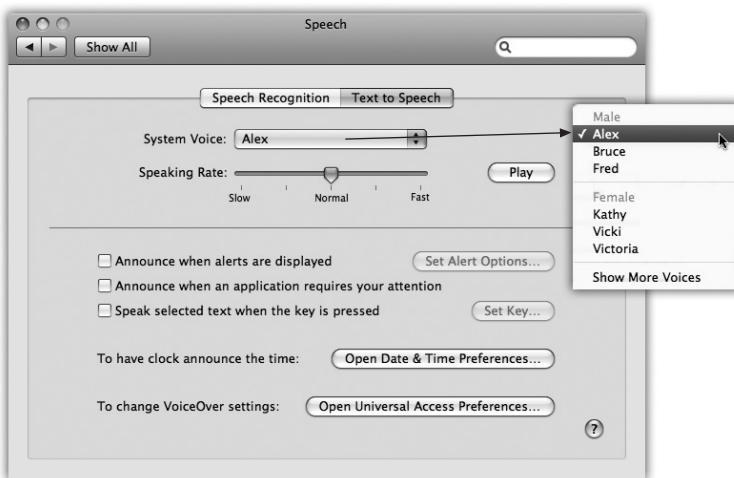 Speech
Show All
Speech Recognition Text to Speech
System Voice: Alex
Speaking Rate:
Play
Slow Normal Fast
Announce when alerts are displayed
Set Alert Options...
Announce when an application requires your attention
Speak selected text when the key is pressed
Set Key...
To have clock announce the time:
Open Date & Time Preferences...
To change VoiceOver settings:
Open Universal Access Preferences...
?
Male
✓ Alex
Bruce
Fred
Female
Kathy
Vicki
Victoria
Show More Voices